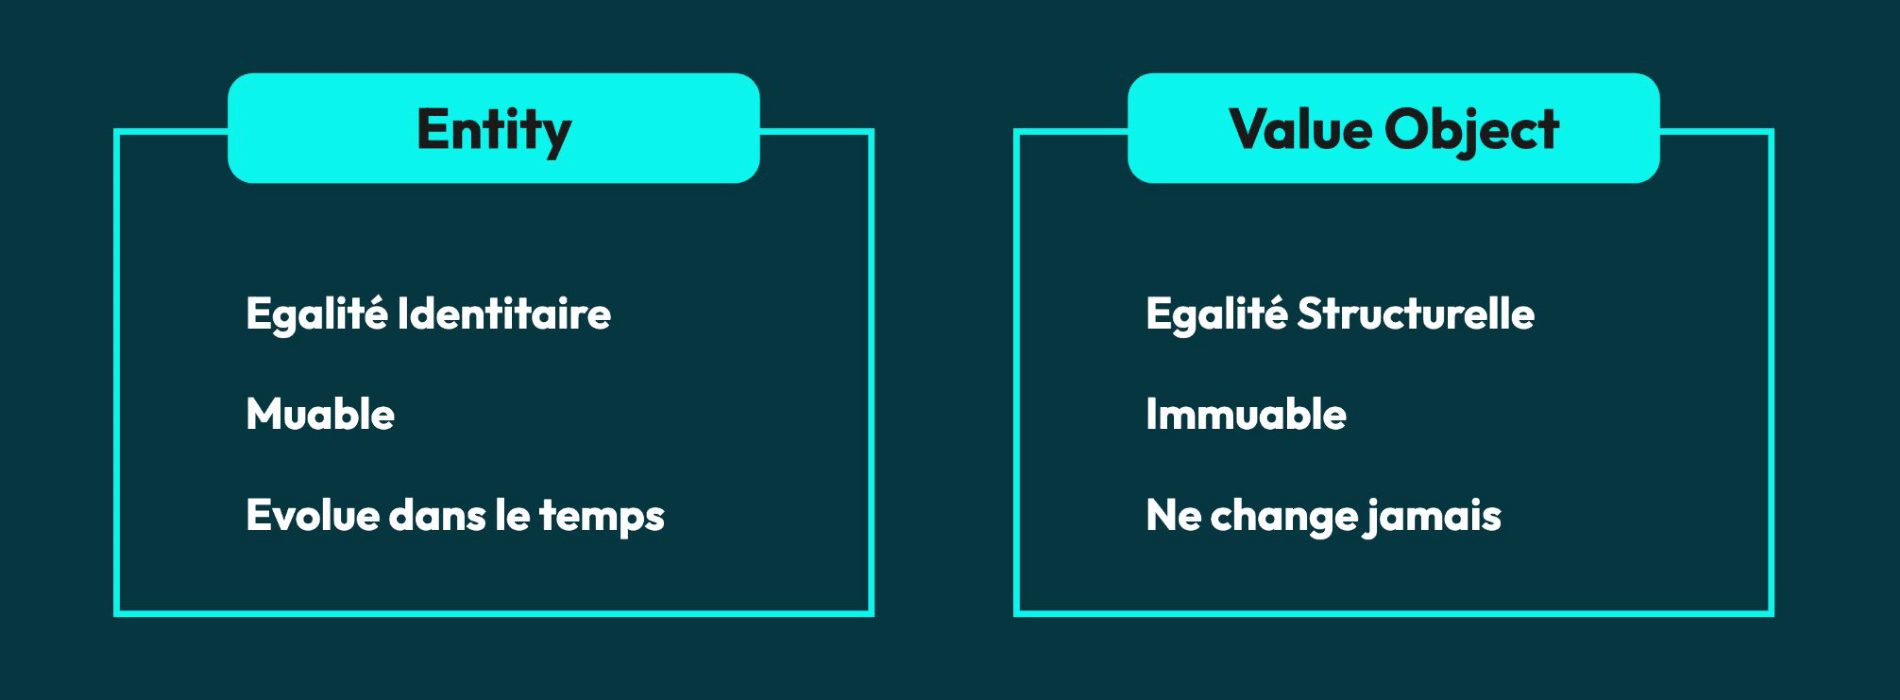 Entity
Egalité Identitaire
Muable
Evolue dans le temps
Value Object
Egalité Structurelle
Immuable
Ne change jamais